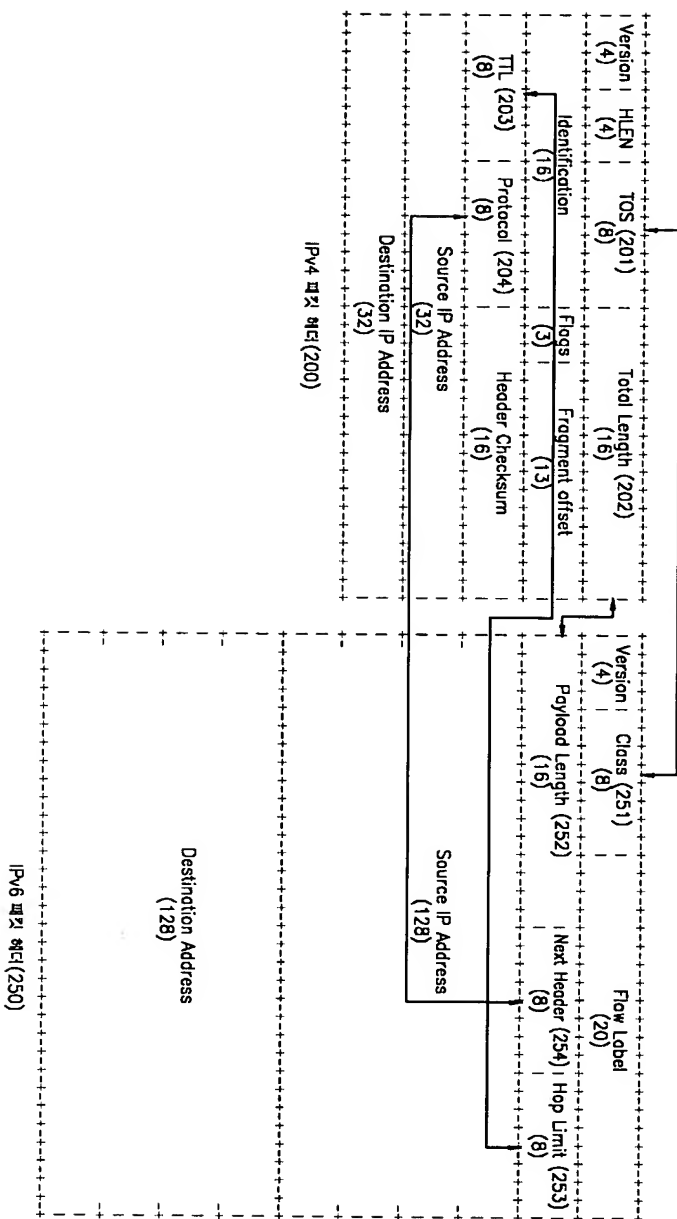 Version
(4)
HLEN
(4)
TOS (201)
(8)
Total Length (202)
(16)
Identification
(16)
Flags
(3)
Fragment offset
(13)
TTL (203)
(8)
Protocol (204)
(8)
Header Checksum
(16)
Source IP Address
(32)
Destination IP Address
(32)
IPv4 패킷 헤더(200)
Version
(4)
Class (251)
(8)
Flow Label
(20)
Payload Length (252)
(16)
Next Header (254)
(8)
Hop Limit (253)
(8)
Source IP Address
(128)
Destination Address
(128)
IPv6 패킷 헤더(250)